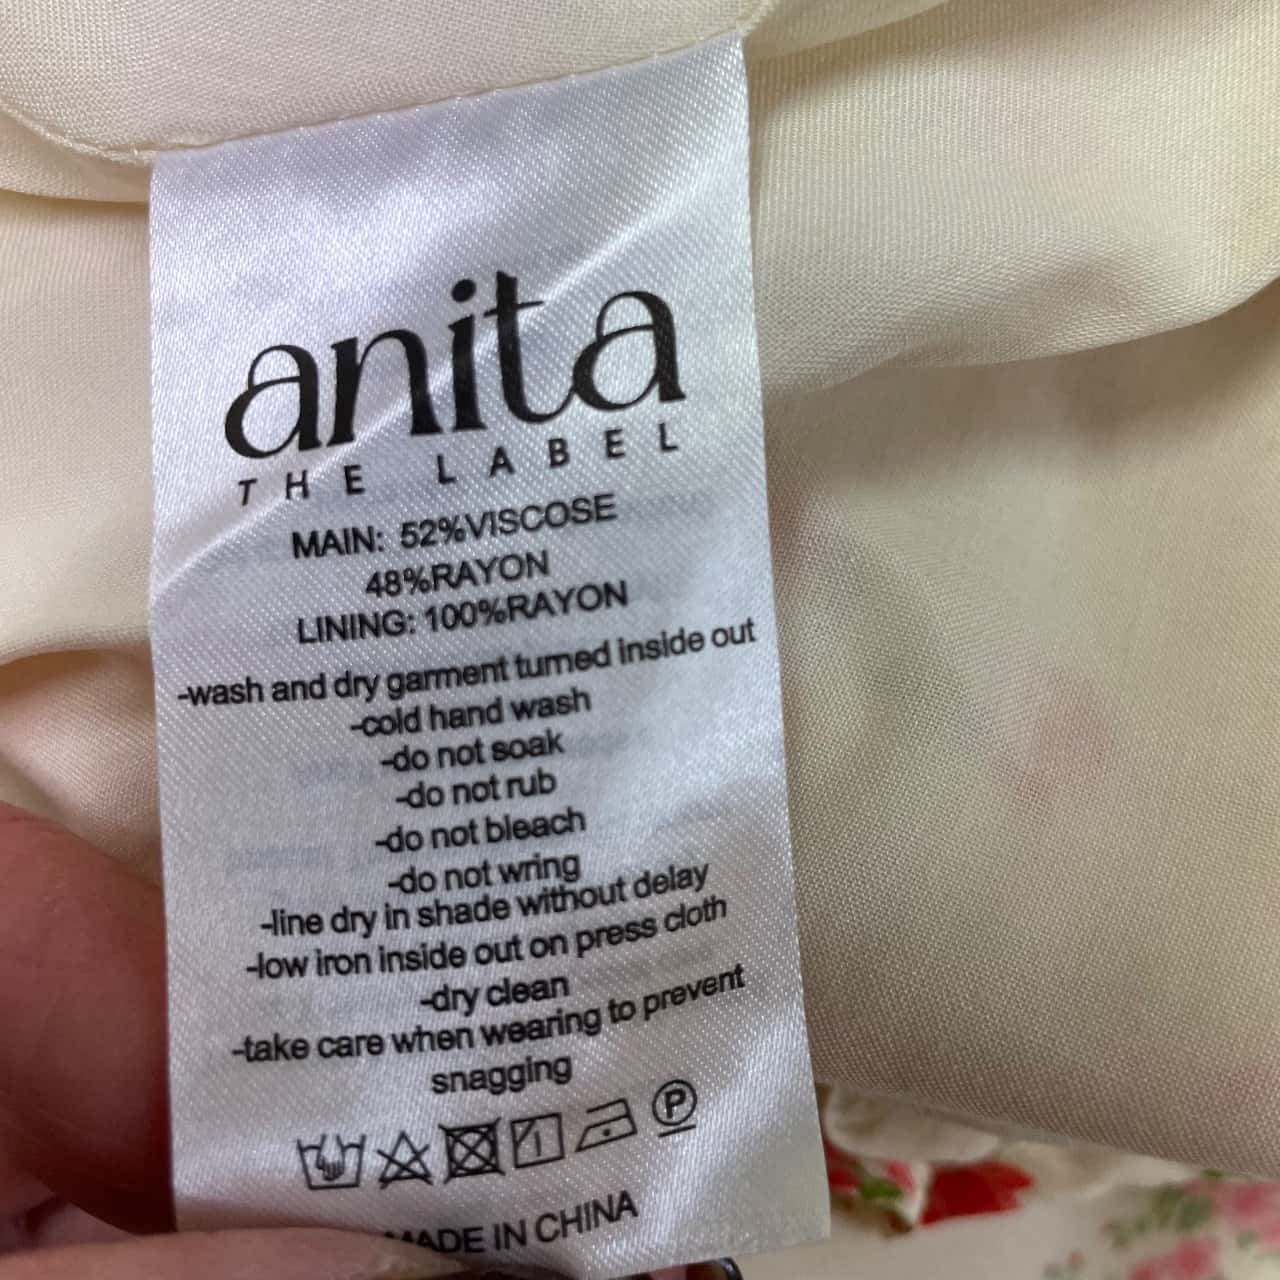 anita
THE LABEL
MAIN: 52%VISCOSE
48%RAYON
LINING: 100%RAYON
-wash and dry garment turned inside out
-cold hand wash
-do not soak
-do not rub
-do not bleach
-do not wring
-line dry in shade without delay
-low iron inside out on press cloth
-dry clean
-take care when wearing to prevent
snagging
P
MADE IN CHINA